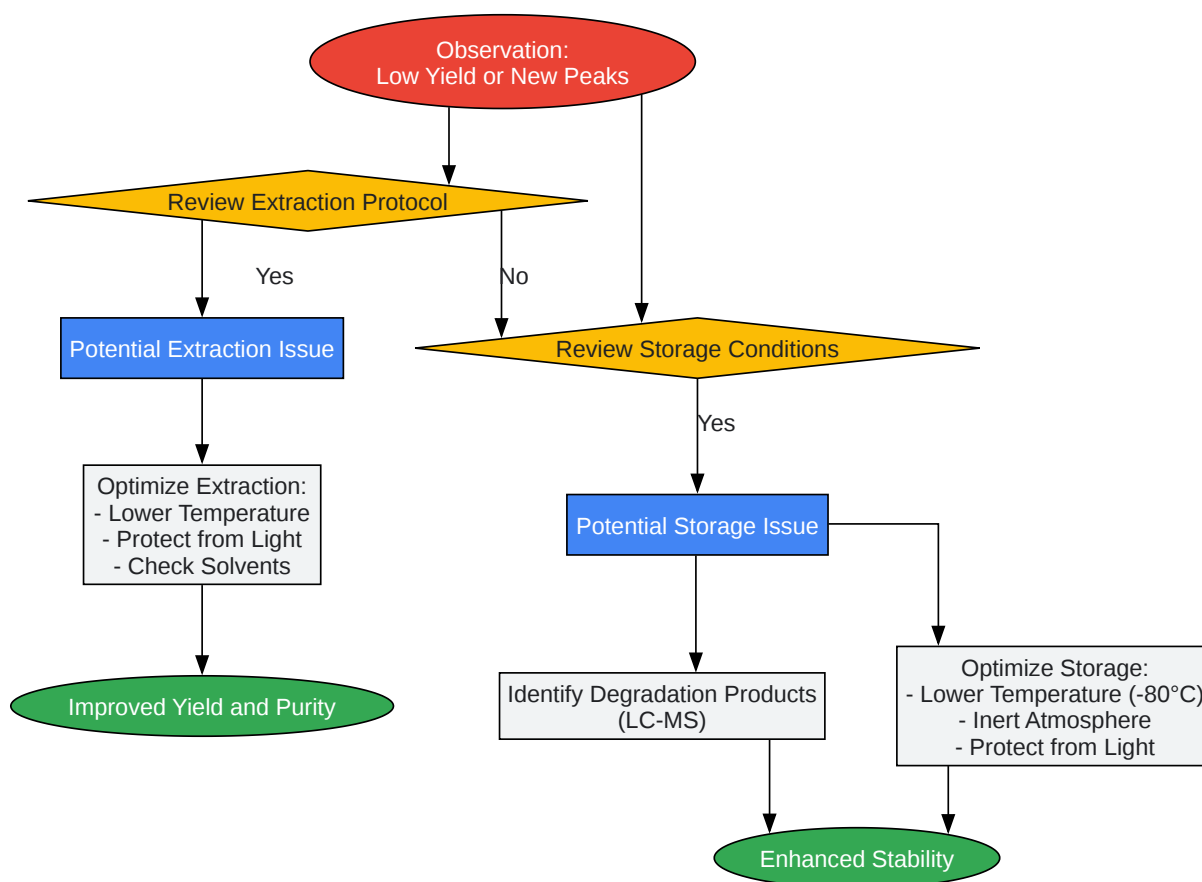 Observation:
Low Yield or New Peaks
Review Extraction Protocol
Yes
No
Potential Extraction Issue
Review Storage Conditions
Yes
Optimize Extraction:
- Lower Temperature
- Protect from Light
- Check Solvents
Potential Storage Issue
Improved Yield and Purity
Identify Degradation Products
(LC-MS)
Optimize Storage:
- Lower Temperature (-80°C)
- Inert Atmosphere
- Protect from Light
Enhanced Stability